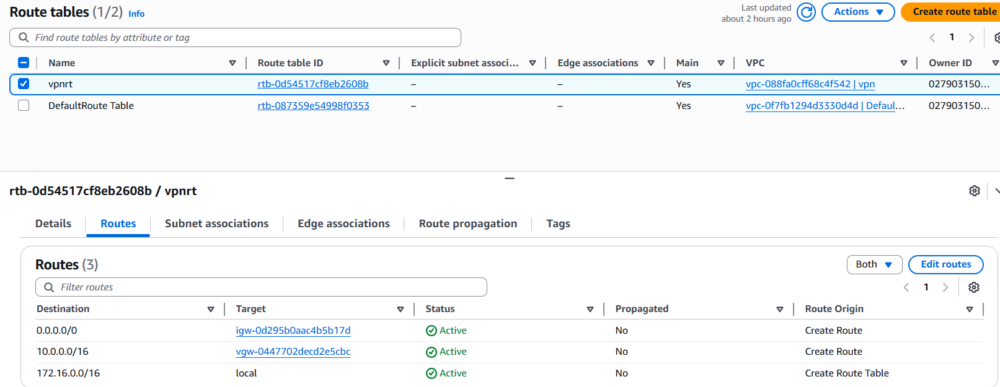 Route tables (1/2) Info
Last updated
about 2 hours ago
Actions
Create route table
Find route tables by attribute or tag
1
Name Route table ID Explicit subnet associ... Edge associations Main VPC Owner ID
vpnrt rtb-0d54517cf8eb2608b – – Yes vpc-088fa0cff68c4f542 | vpn 027903150...
DefaultRoute Table rtb-087359e54998f0353 – – Yes vpc-0f7fb1294d3330d4d | Defaul... 027903150...
rtb-0d54517cf8eb2608b / vpnrt
Details Routes Subnet associations Edge associations Route propagation Tags
Routes (3)
Both
Edit routes
Filter routes
1
Destination Target Status Propagated Route Origin
0.0.0.0/0 igw-0d295b0aac4b5b17d Active No Create Route
10.0.0.0/16 vgw-0447702decd2e5cbc Active No Create Route
172.16.0.0/16 local Active No Create Route Table